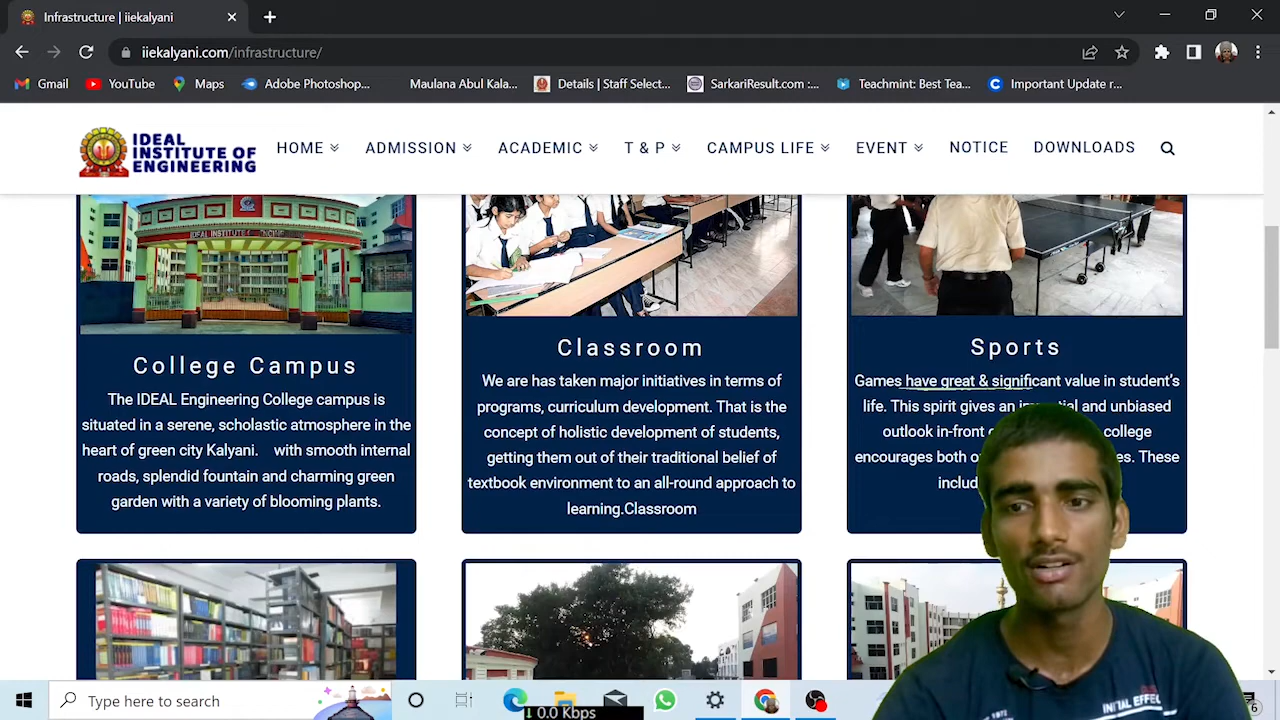 Infrastructure | iiekalyani
iiekalyani.com/infrastructure/
Gmail YouTube Maps Adobe Photoshop... Maulana Abul Kala... Details | Staff Select... SarkariResult.com :... Teachmint: Best Tea... Important Update r...
IDEAL
INSTITUTE OF
ENGINEERING
HOME ADMISSION ACADEMIC T & P CAMPUS LIFE EVENT NOTICE DOWNLOADS
IDEAL INSTITUTE
College Campus
The IDEAL Engineering College campus is
situated in a serene, scholastic atmosphere in the
heart of green city Kalyani. with smooth internal
roads, splendid fountain and charming green
garden with a variety of blooming plants.
Classroom
We are has taken major initiatives in terms of
programs, curriculum development. That is the
concept of holistic development of students,
getting them out of their traditional belief of
textbook environment to an all-round approach to
learning.Classroom
Sports
Games have great & significant value in student's
life. This spirit gives an and unbiased
outlook in-front college
encourages both These
Type here to search
0.0 Kbps
INITIAL EFFEC